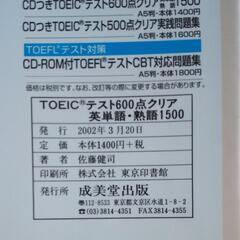 CDつきTOEIC®テスト600点クリア
A5判・本体1400円
CDつきTOEIC®テスト500点クリア実践問題集
A5判・本体1600円
TOEFL®テスト対策
CD-ROM付TOEFL®テストCBT対応問題集
A5判・本体1800円
TOEIC®テスト600点クリア
英単語・熟語1500
発行 2002年3月20日
定価 本体1400円+税
著者 佐藤健司
印刷所 株式会社 東京印書館
発行所 成美堂出版
〒112-8533 東京都文京区水道1-8-2
☎(03)3814-4351 FAX3814-4355